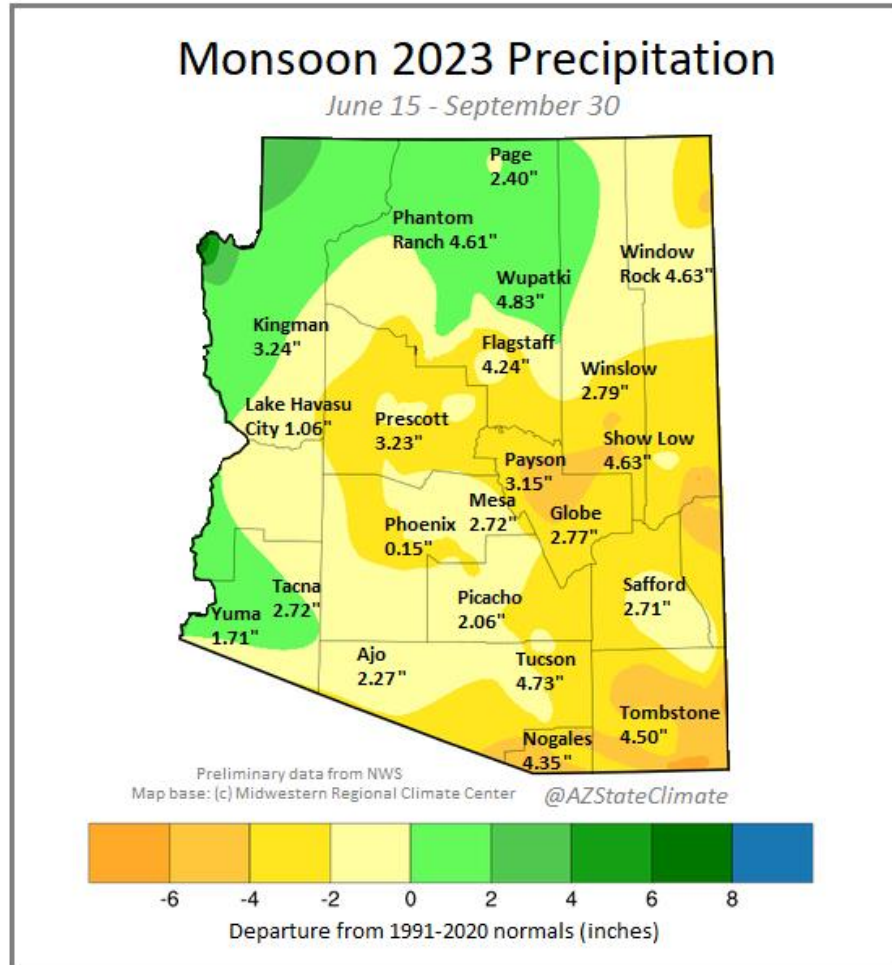 Monsoon 2023 Precipitation
June 15 - September 30
Page
2.40"
Phantom
Ranch 4.61"
Window
Rock 4.63"
Wupatki
4.83"
Kingman
3.24"
Flagstaff
4.24"
Winslow
2.79"
Lake Havasu
City 1.06"
Prescott
3.23"
Show Low
4.63"
Payson
3.15"
Mesa
2.72"
Globe
2.77"
Phoenix
0.15"
Tacna
2.72"
Picacho
2.06"
Safford
2.71"
Yuma
1.71"
Ajo
2.27"
Tucson
4.73"
Tombstone
4.50"
Nogales
4.35"
Preliminary data from NWS
Map base: (c) Midwestern Regional Climate Center
@AZStateClimate
-6 -4 -2 0 2 4 6 8
Departure from 1991-2020 normals (inches)